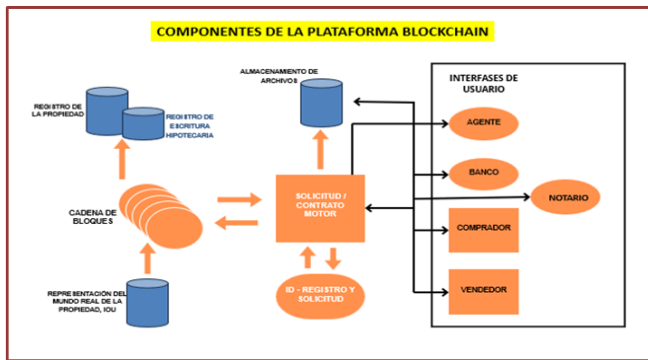 COMPONENTES DE LA PLATAFORMA BLOCKCHAIN
REGISTRO DE
LA PROPIEDAD
REGISTRO DE
ESCRITURA
HIPOTECARIA
CADENA DE
BLOQUES
REPRESENTACIÓN DEL
MUNDO REAL DE LA
PROPIEDAD, IOU
ALMACENAMIENTO DE
ARCHIVOS
SOLICITUD /
CONTRATO
MOTOR
ID - REGISTRO Y
SOLICITUD
INTERFASES DE
USUARIO
AGENTE
BANCO
NOTARIO
COMPRADOR
VENDEDOR